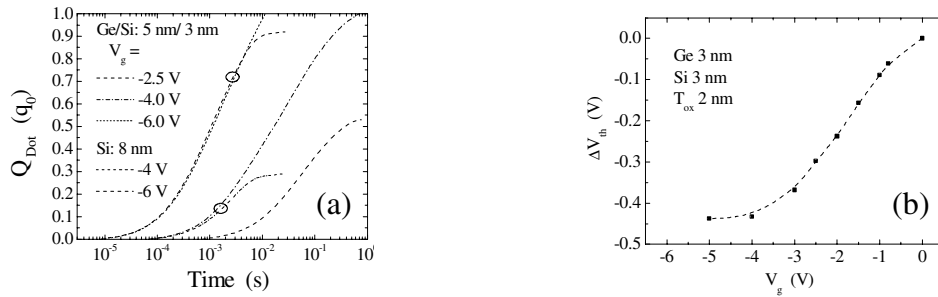 1.0
0.9
0.8
0.7
0.6
0.5
0.4
0.3
0.2
0.1
0.0
Q_Dot (q_0)
Ge/Si: 5 nm/ 3 nm
V_g =
-2.5 V
-4.0 V
-6.0 V
Si: 8 nm
-4 V
-6 V
(a)
10^-5 10^-4 10^-3 10^-2 10^-1 10^0
Time (s)
0.0
-0.1
-0.2
-0.3
-0.4
-0.5
ΔV_th (V)
Ge 3 nm
Si 3 nm
T_ox 2 nm
(b)
-6 -5 -4 -3 -2 -1 0
V_g (V)